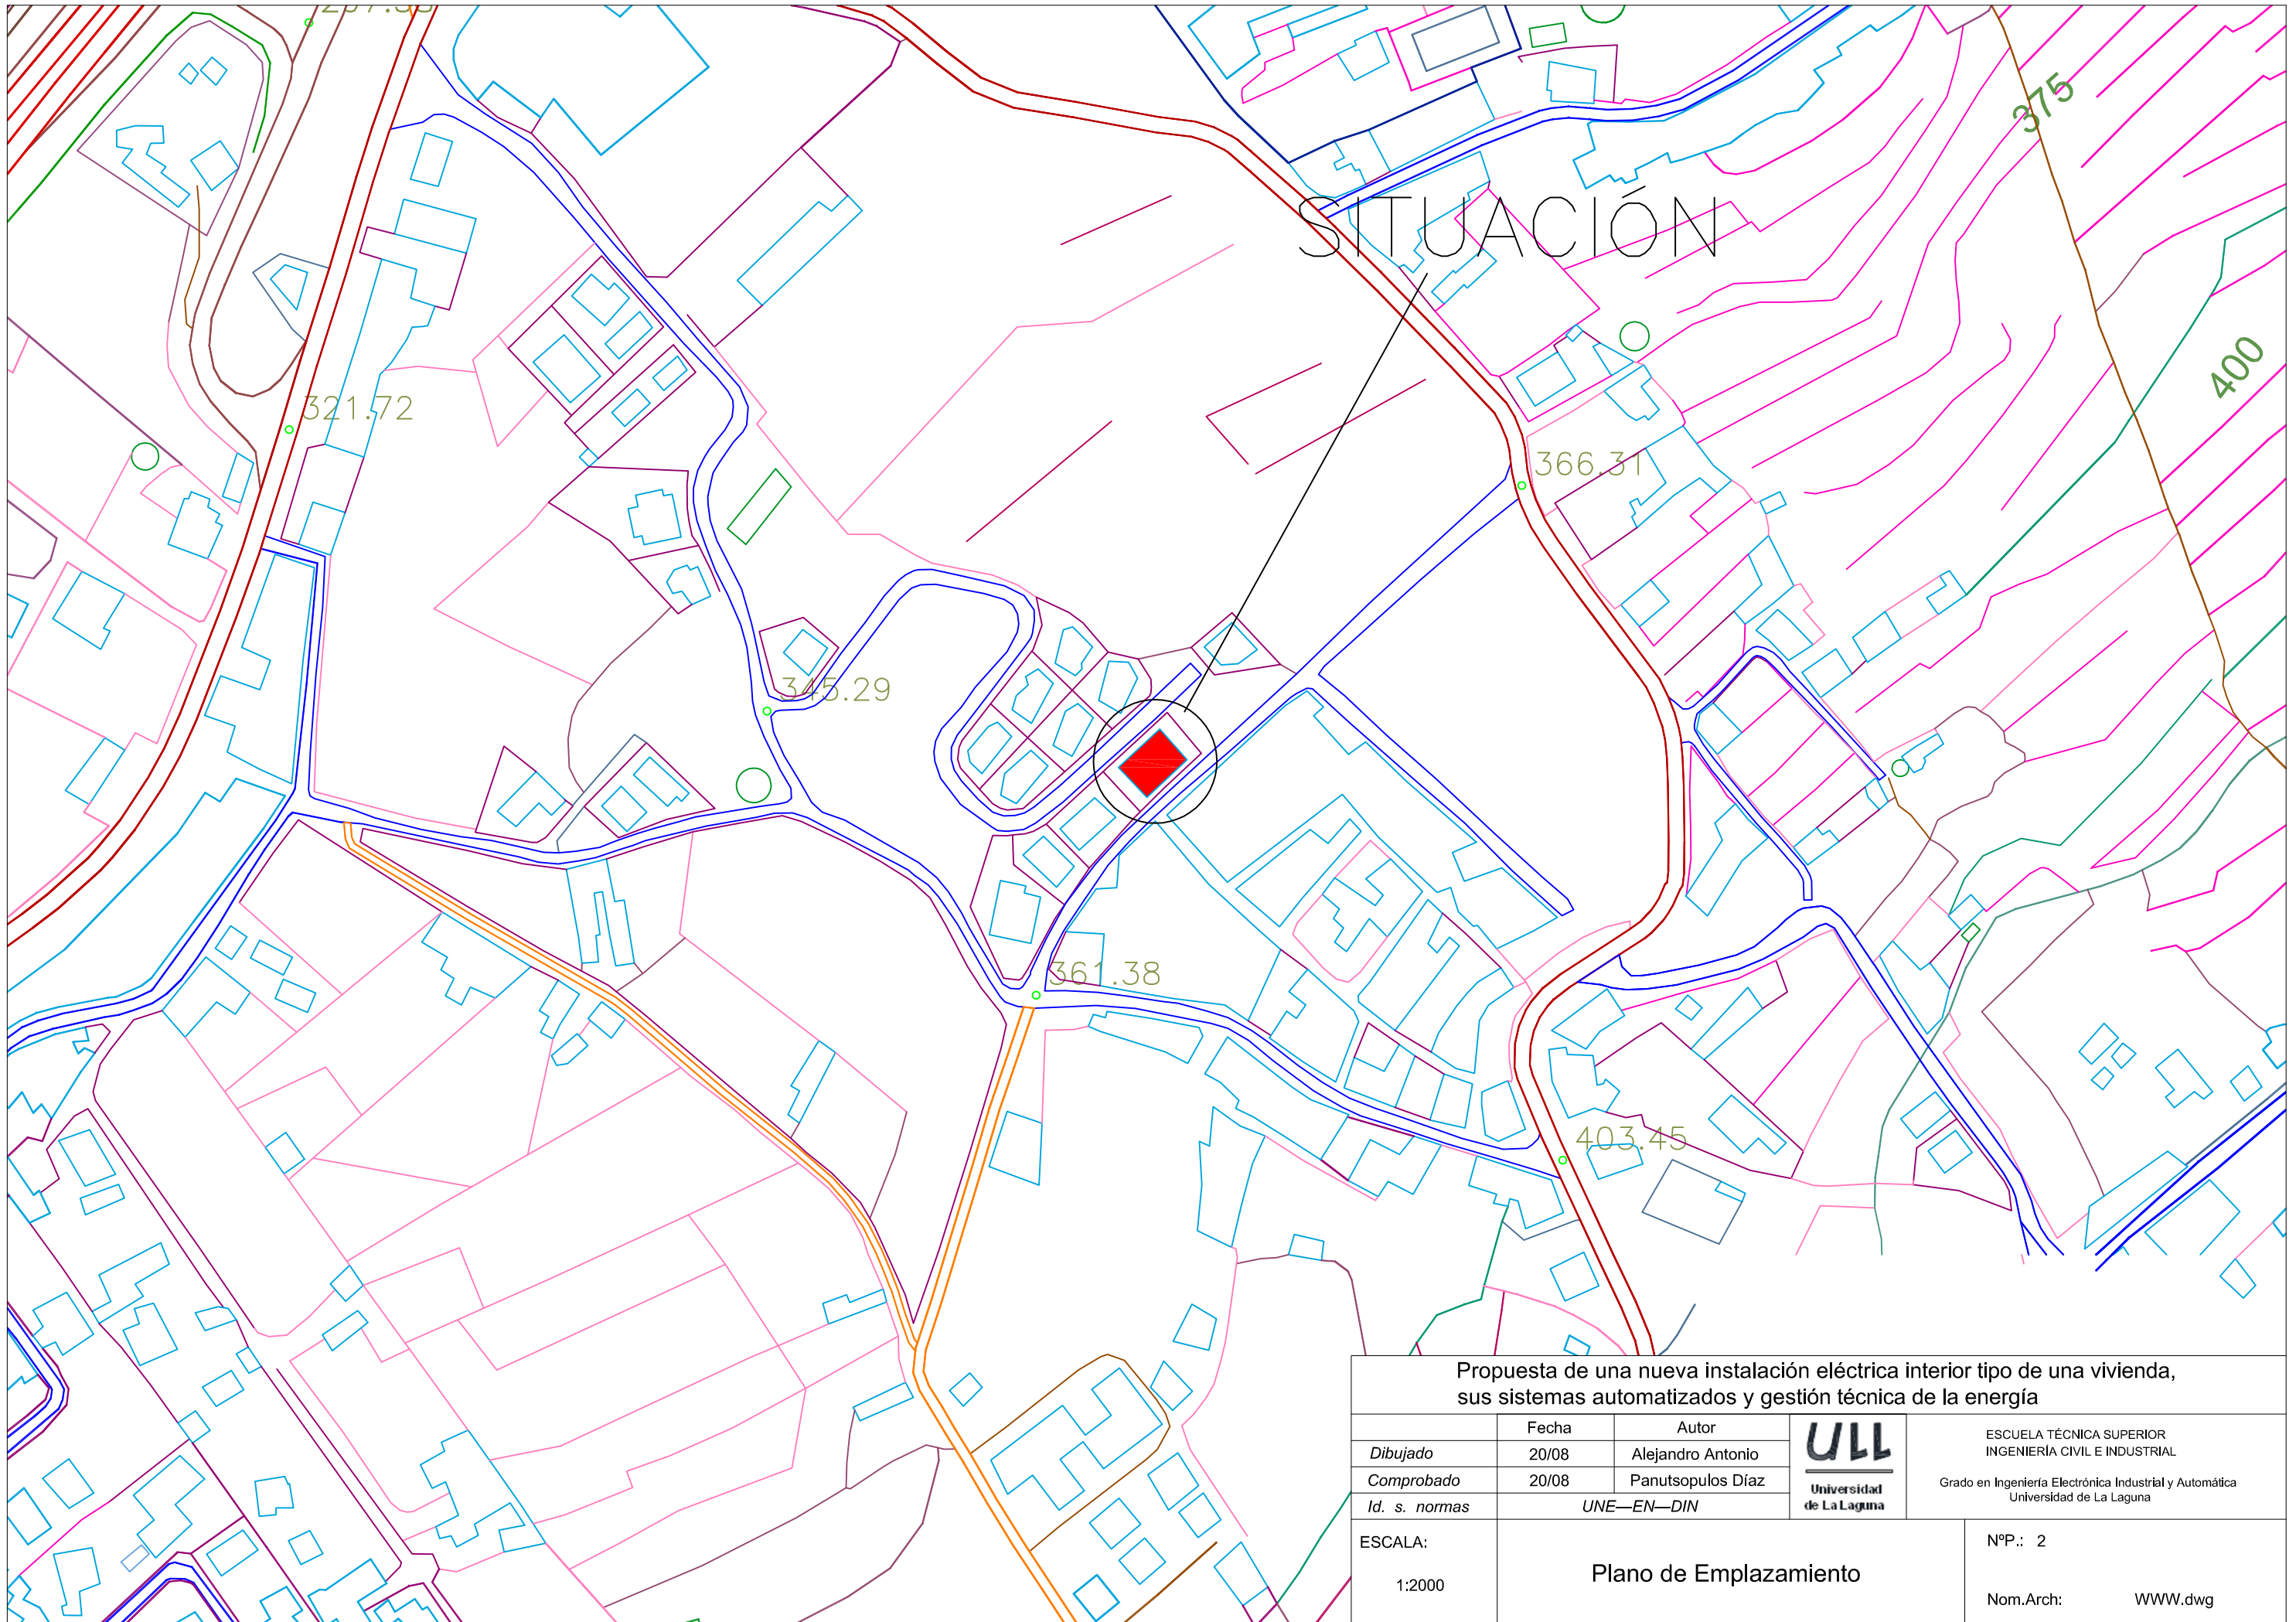 375
SITUACIÓN
400
321.72
366.31
345.29
361.38
403.45
Propuesta de una nueva instalación eléctrica interior tipo de una vivienda,
sus sistemas automatizados y gestión técnica de la energía
Fecha Autor
Dibujado 20/08 Alejandro Antonio
Comprobado 20/08 Panutsopulos Díaz
Id. s. normas UNE—EN—DIN
ULL
Universidad
de La Laguna
ESCUELA TÉCNICA SUPERIOR
INGENIERÍA CIVIL E INDUSTRIAL
Grado en Ingeniería Electrónica Industrial y Automática
Universidad de La Laguna
ESCALA:
1:2000
Plano de Emplazamiento
NºP.: 2
Nom.Arch: WWW.dwg